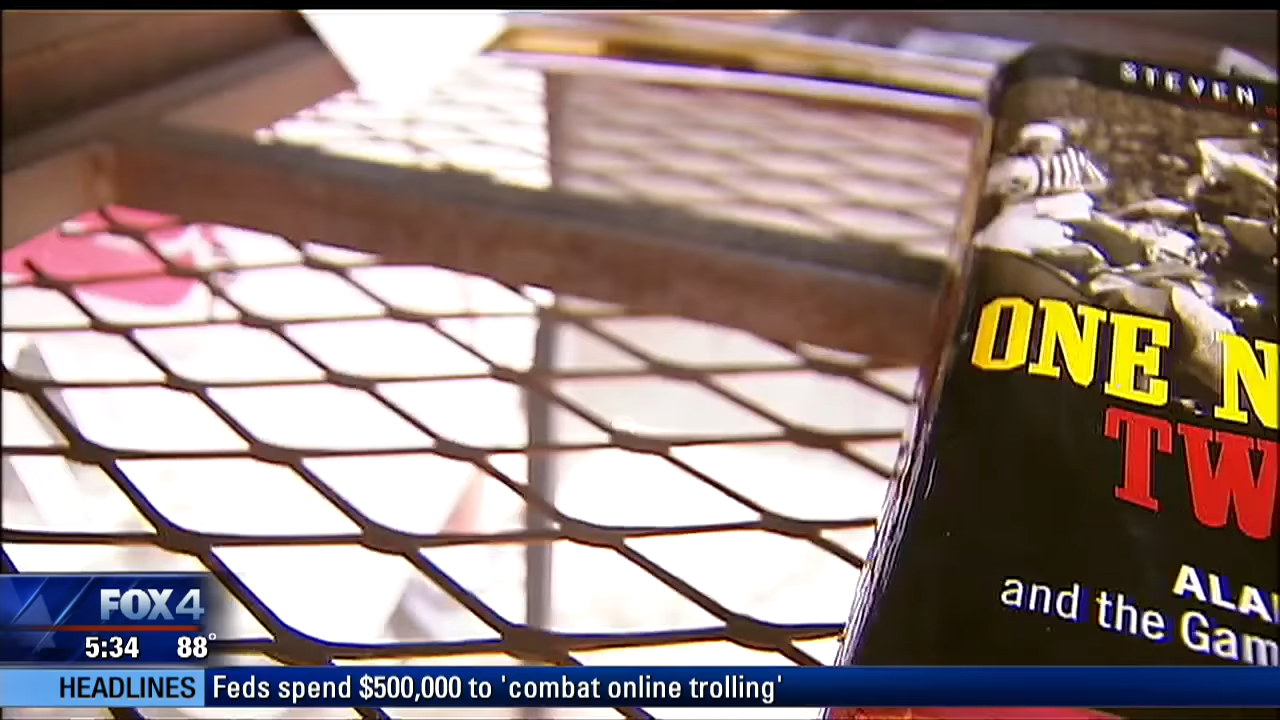 STEVEN
ONE N
TW
ALA
and the Gam
FOX 4
5:34 88°
HEADLINES Feds spend $500,000 to 'combat online trolling'